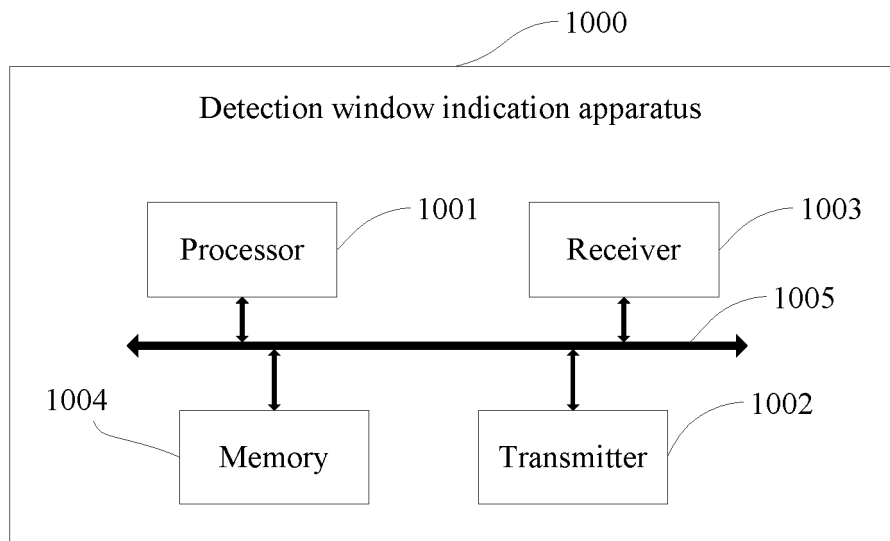 1000
Detection window indication apparatus
1001
1003
Processor
Receiver
1005
1004
1002
Memory
Transmitter